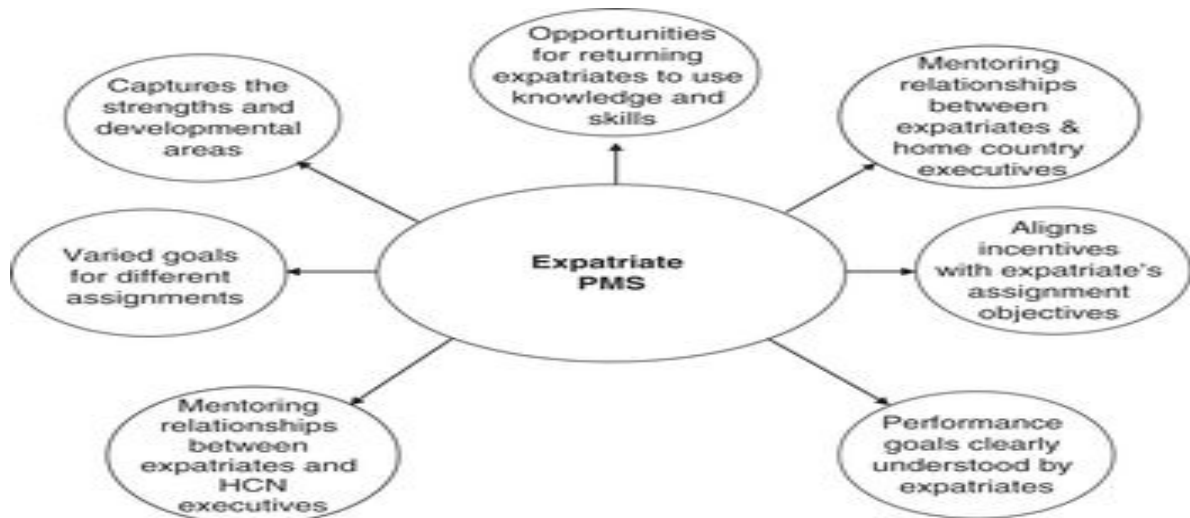 Opportunities
for returning
expatriates to use
knowledge and
skills
Captures the
strengths and
developmental
areas
Mentoring
relationships
between
expatriates &
home country
executives
Varied goals
for different
assignments
Expatriate
PMS
Aligns
incentives
with expatriate's
assignment
objectives
Mentoring
relationships
between
expatriates and
HCN
executives
Performance
goals clearly
understood by
expatriates